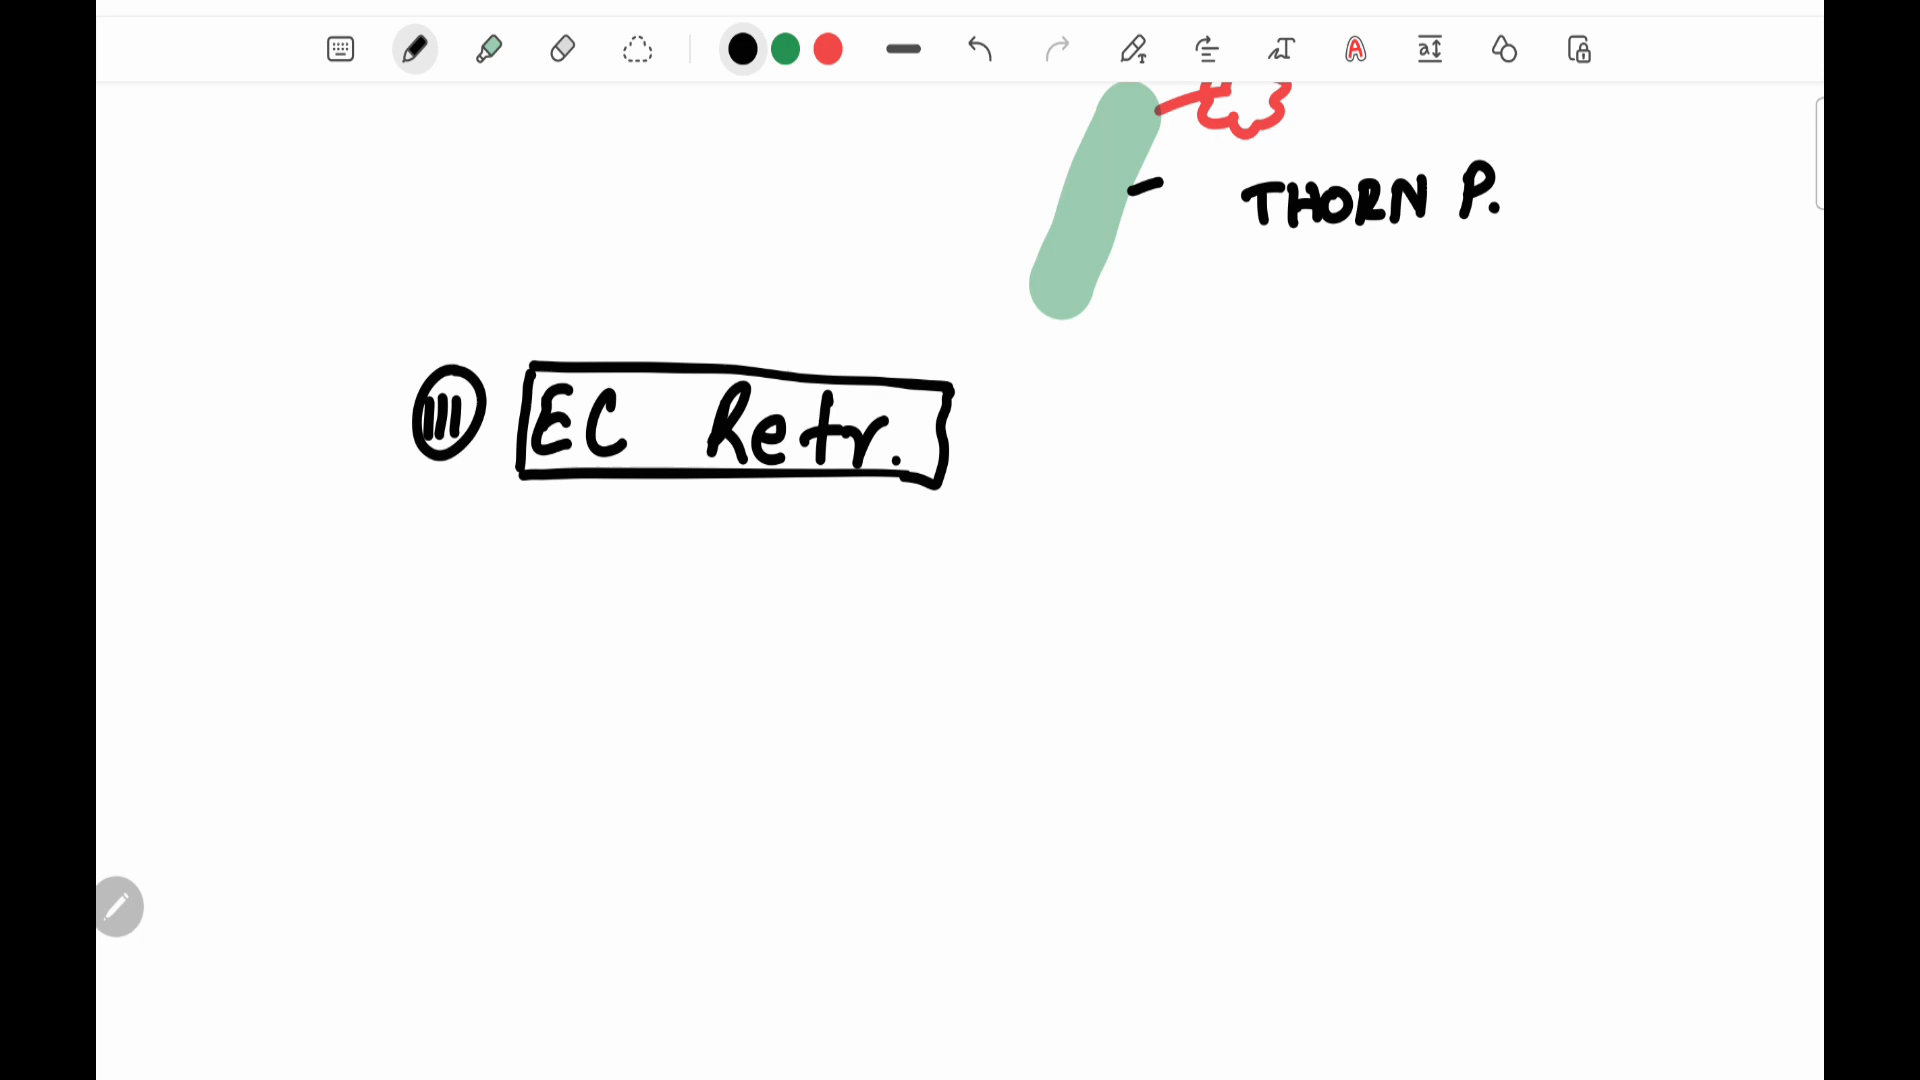 THORN P.
(III) EC Retr.